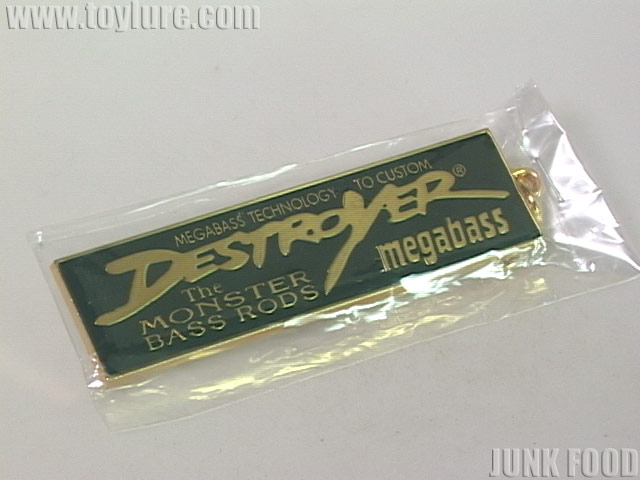 www.toylure.com
MEGABASS TECHNOLOGY TO CUSTOM
DESTROYER®
megabass
The
MONSTER
BASS RODS
JUNK FOOD